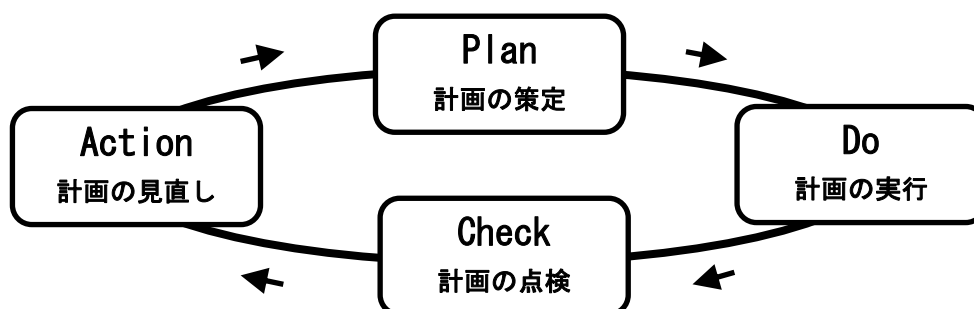 Plan
計画の策定
Action
計画の見直し
Do
計画の実行
Check
計画の点検